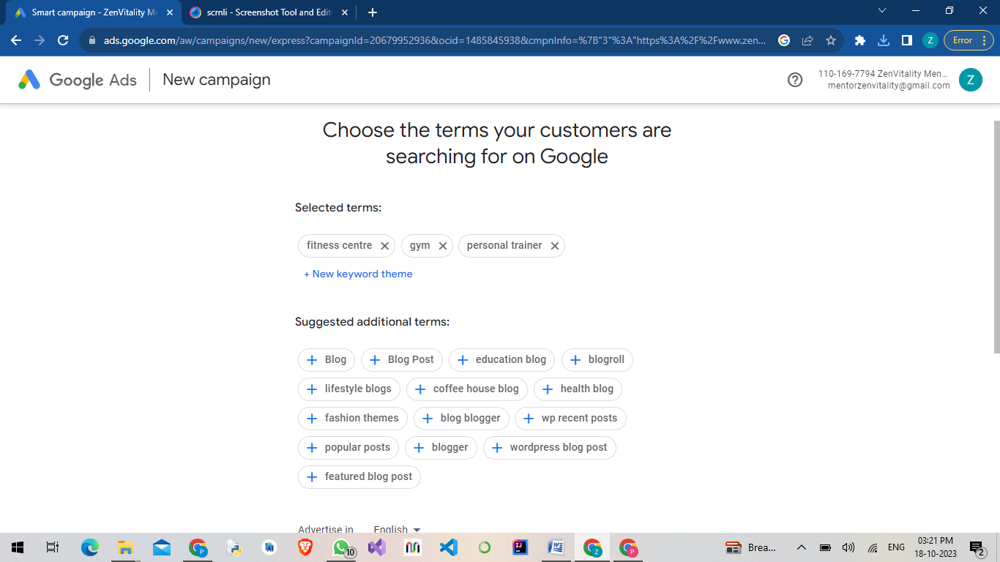 Smart campaign - ZenVitality Me
scrnli - Screenshot Tool and Edit
ads.google.com/aw/campaigns/new/express?campaignId=20679952936&ocid=1485845938&cmpnInfo=%7B"3"%3A"https%3A%2F%2Fwww.zen...
Z
Error
Google Ads
New campaign
110-169-7794 ZenVitality Men...
mentorzenvitality@gmail.com
Z
Choose the terms your customers are
searching for on Google
Selected terms:
fitness centre
gym
personal trainer
+ New keyword theme
Suggested additional terms:
Blog
Blog Post
education blog
blogroll
lifestyle blogs
coffee house blog
health blog
fashion themes
blog blogger
wp recent posts
popular posts
blogger
wordpress blog post
featured blog post
Advertise in English
10
Brea...
ENG
03:21 PM
18-10-2023
2